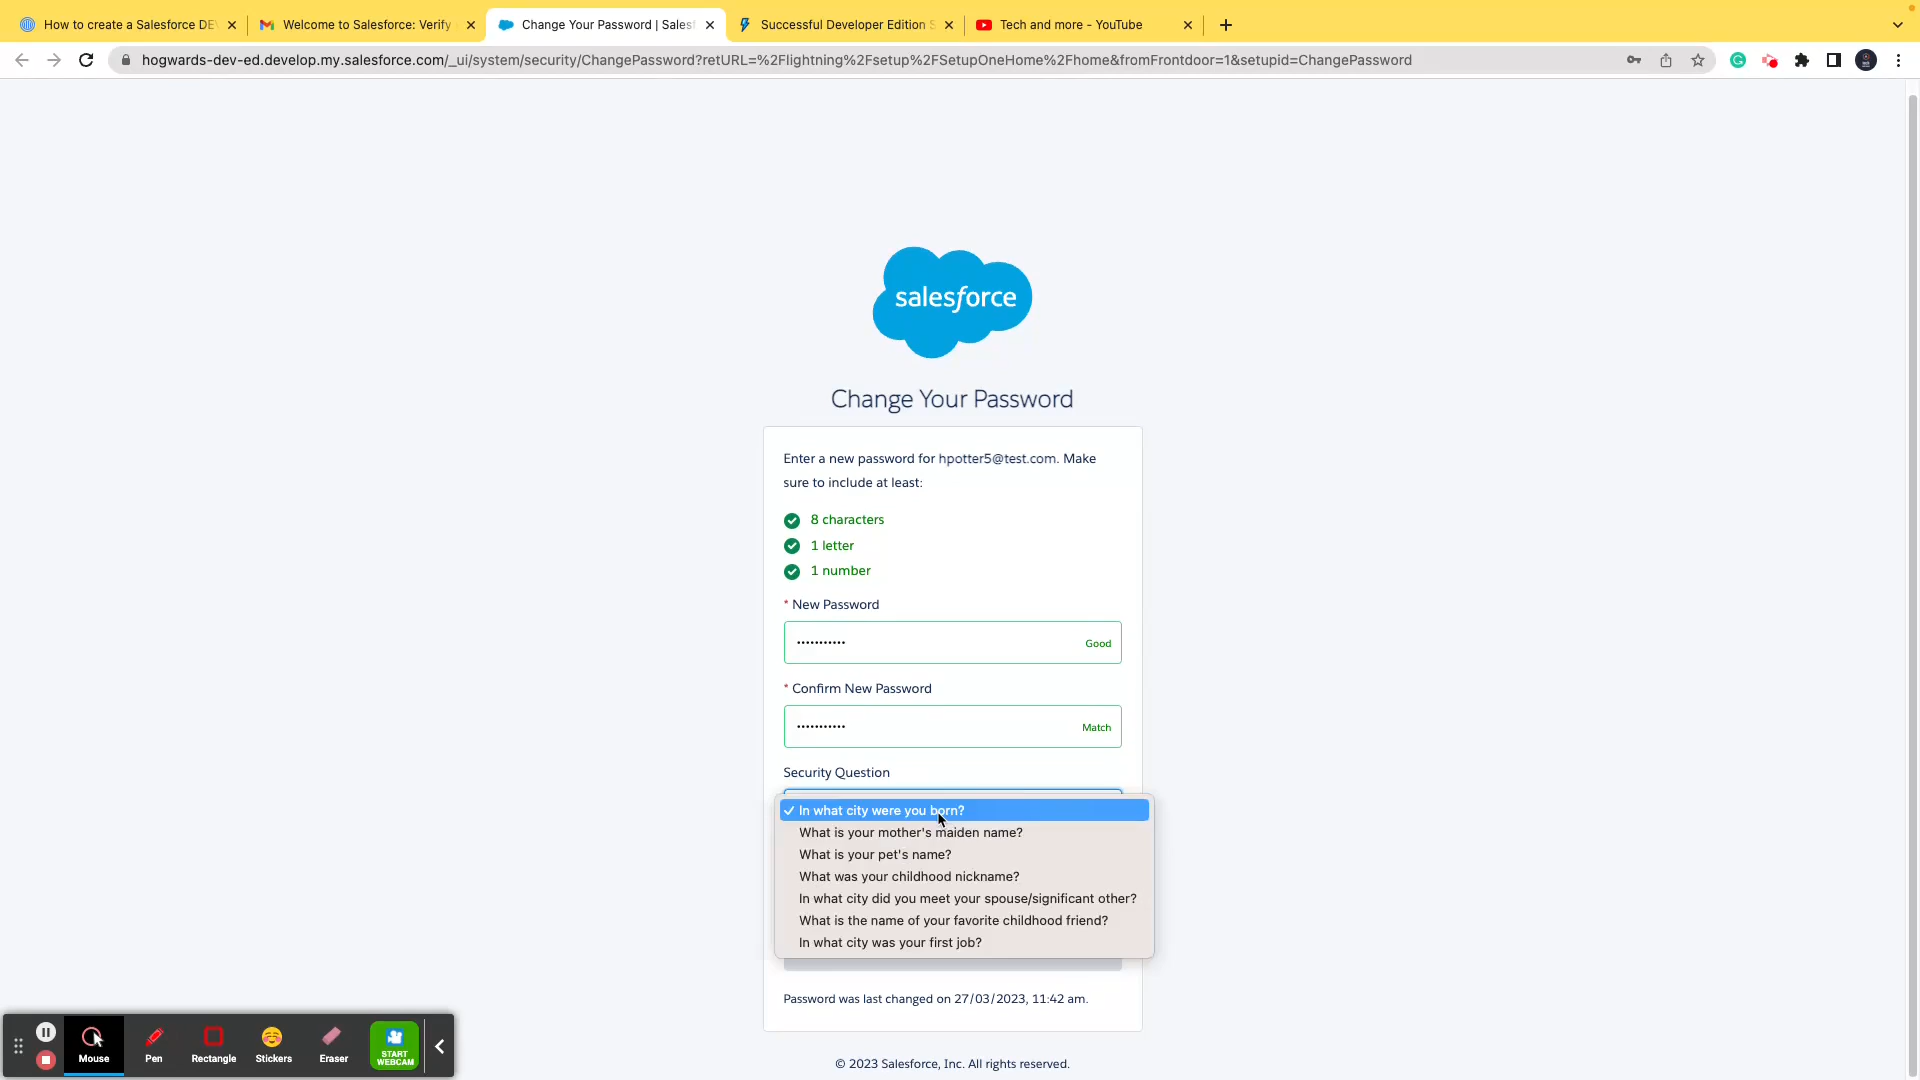 How to create a Salesforce DE
Welcome to Salesforce: Verify
Change Your Password | Sales
Successful Developer Edition S
Tech and more - YouTube
hogwards-dev-ed.develop.my.salesforce.com/_ui/system/security/ChangePassword?retURL=%2Flightning%2Fsetup%2FSetupOneHome%2Fhome&fromFrontdoor=1&setupid=ChangePassword
salesforce
Change Your Password
Enter a new password for hpotter5@test.com. Make
sure to include at least:
8 characters
1 letter
1 number
* New Password
•••••••••••
Good
* Confirm New Password
•••••••••••
Match
Security Question
✓ In what city were you born?
What is your mother's maiden name?
What is your pet's name?
What was your childhood nickname?
In what city did you meet your spouse/significant other?
What is the name of your favorite childhood friend?
In what city was your first job?
Password was last changed on 27/03/2023, 11:42 am.
Mouse
Pen
Rectangle
Stickers
Eraser
START
WEBCAM
© 2023 Salesforce, Inc. All rights reserved.